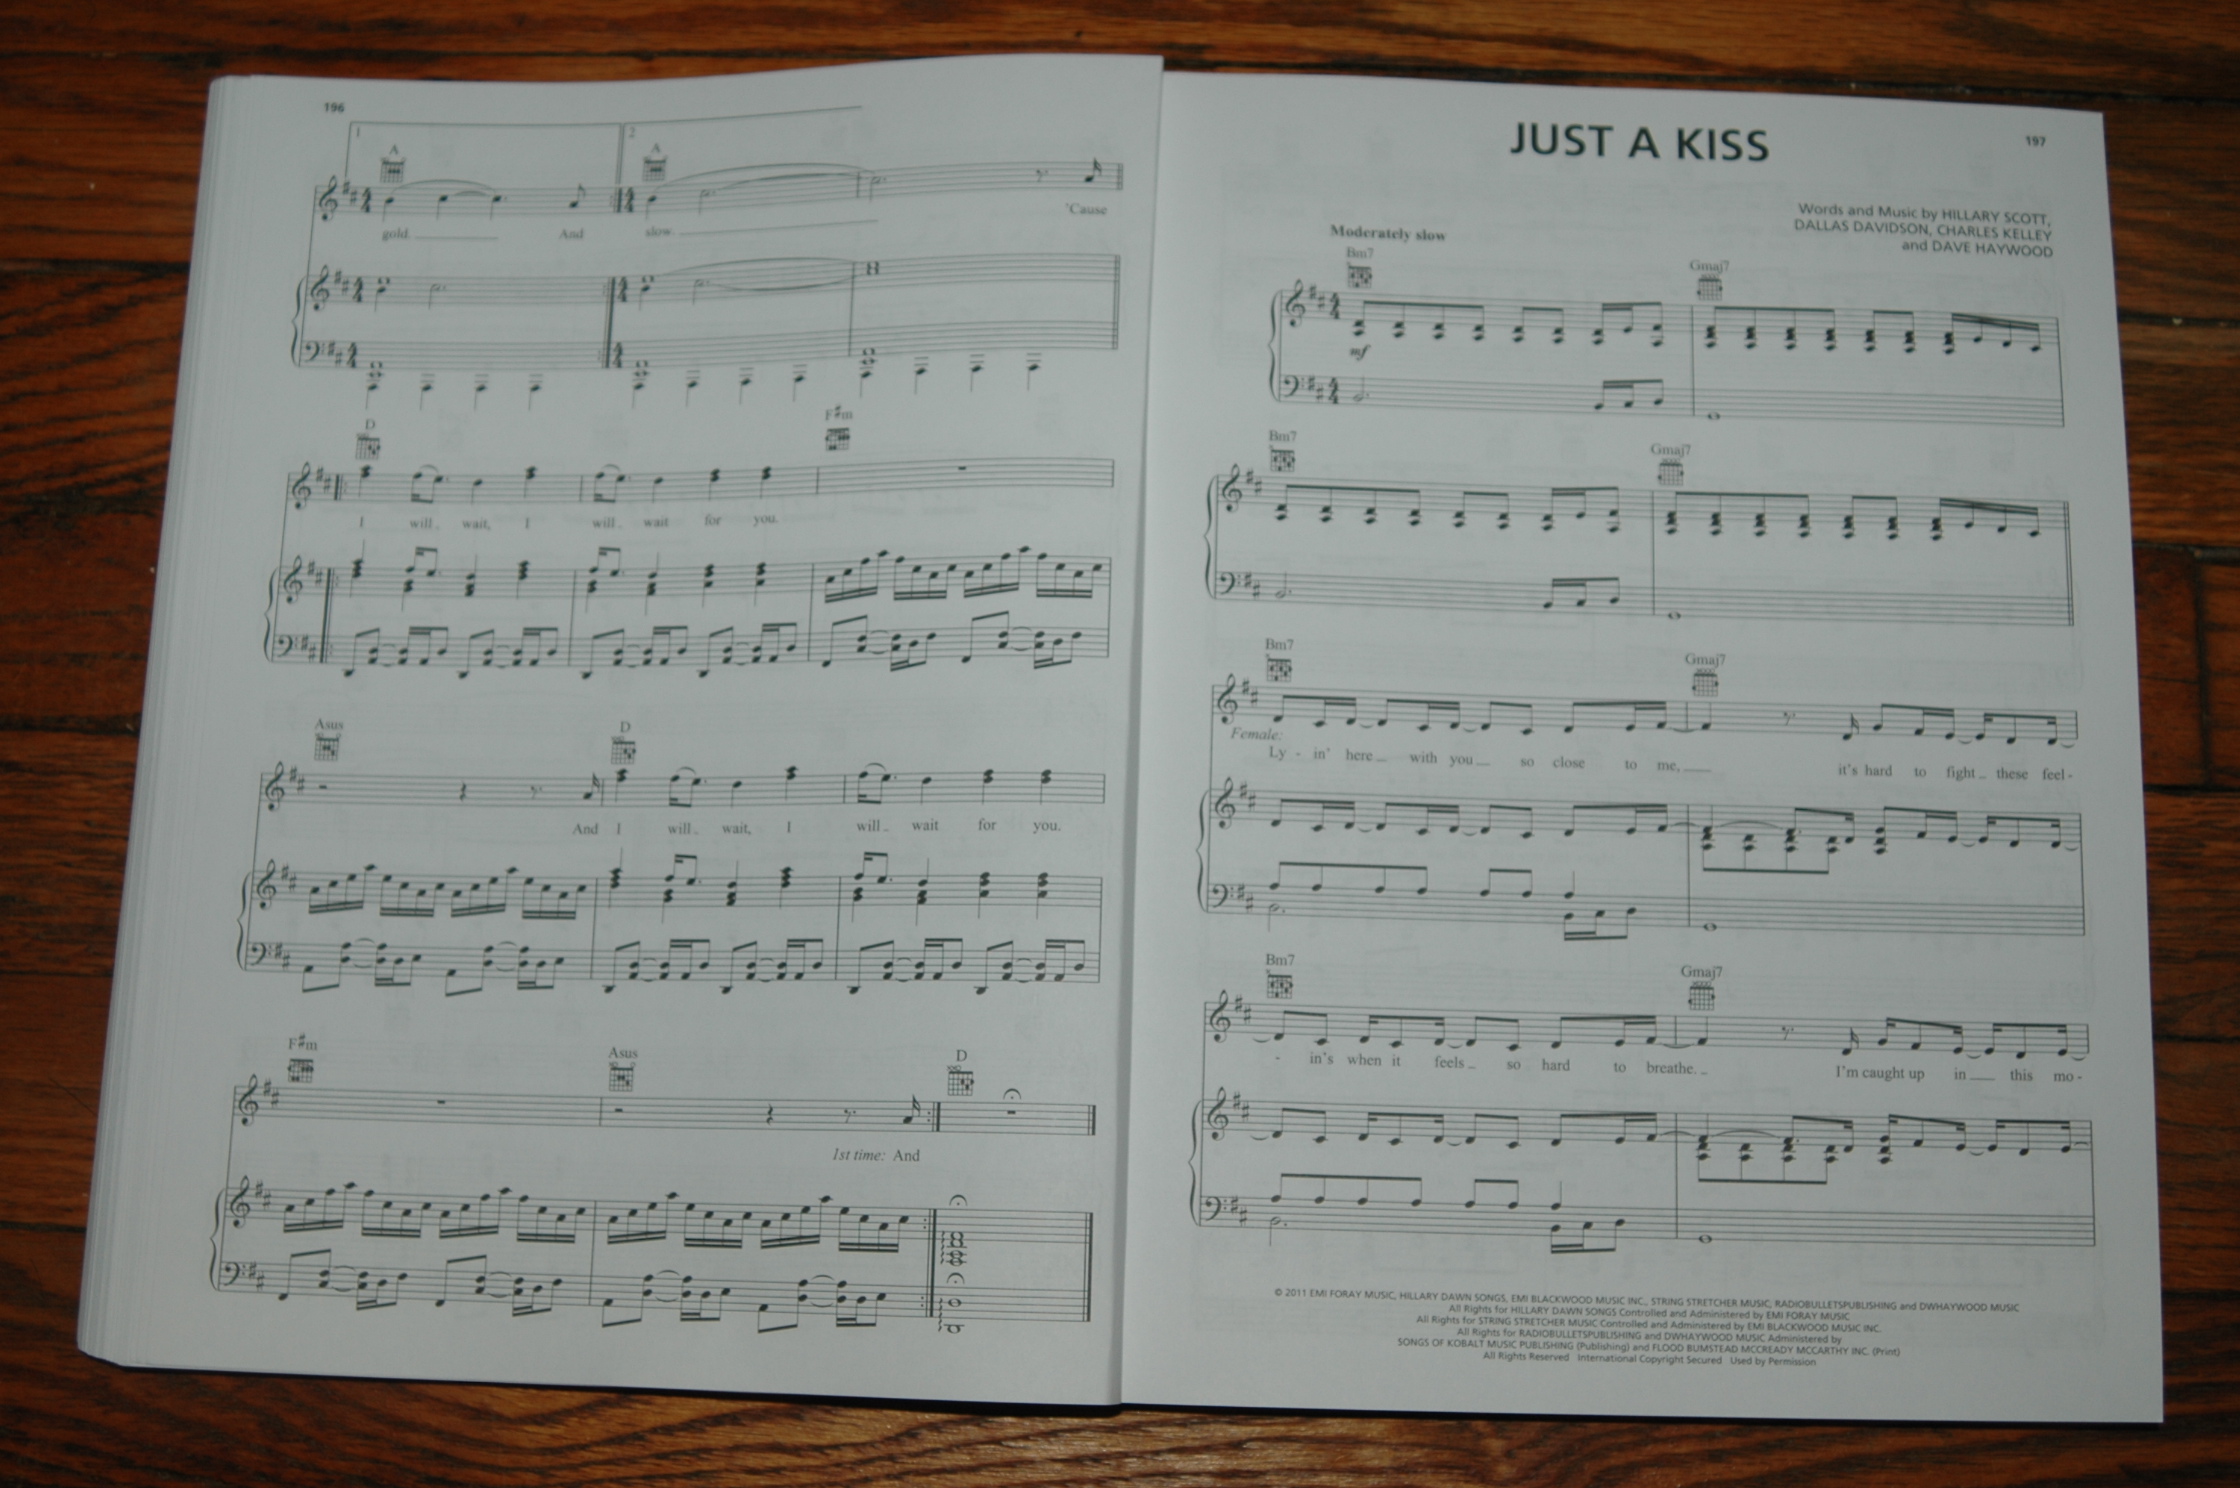 196
1
2
A
A
gold.
And
slow.
'Cause
D
F#m
I will wait, I will wait for you.
Asus
D
And I will wait, I will wait for you.
F#m
Asus
D
1st time: And
197
JUST A KISS
Words and Music by HILLARY SCOTT,
DALLAS DAVIDSON, CHARLES KELLEY
and DAVE HAYWOOD
Moderately slow
Bm7
Gmaj7
mf
Bm7
Gmaj7
Bm7
Gmaj7
Female:
Ly - in' here with you so close to me, it's hard to fight these feel -
Bm7
Gmaj7
- in's when it feels so hard to breathe. I'm caught up in this mo -
© 2011 EMI FORAY MUSIC, HILLARY DAWN SONGS, EMI BLACKWOOD MUSIC INC., STRING STRETCHER MUSIC, RADIOBULLETSPUBLISHING and DWHAYWOOD MUSIC
All Rights for HILLARY DAWN SONGS Controlled and Administered by EMI FORAY MUSIC
All Rights for STRING STRETCHER MUSIC Controlled and Administered by EMI BLACKWOOD MUSIC INC.
All Rights for RADIOBULLETSPUBLISHING and DWHAYWOOD MUSIC Administered by
SONGS OF KOBALT MUSIC PUBLISHING (Publishing) and FLOOD BUMSTEAD MCCREADY MCCARTHY INC. (Print)
All Rights Reserved International Copyright Secured Used by Permission